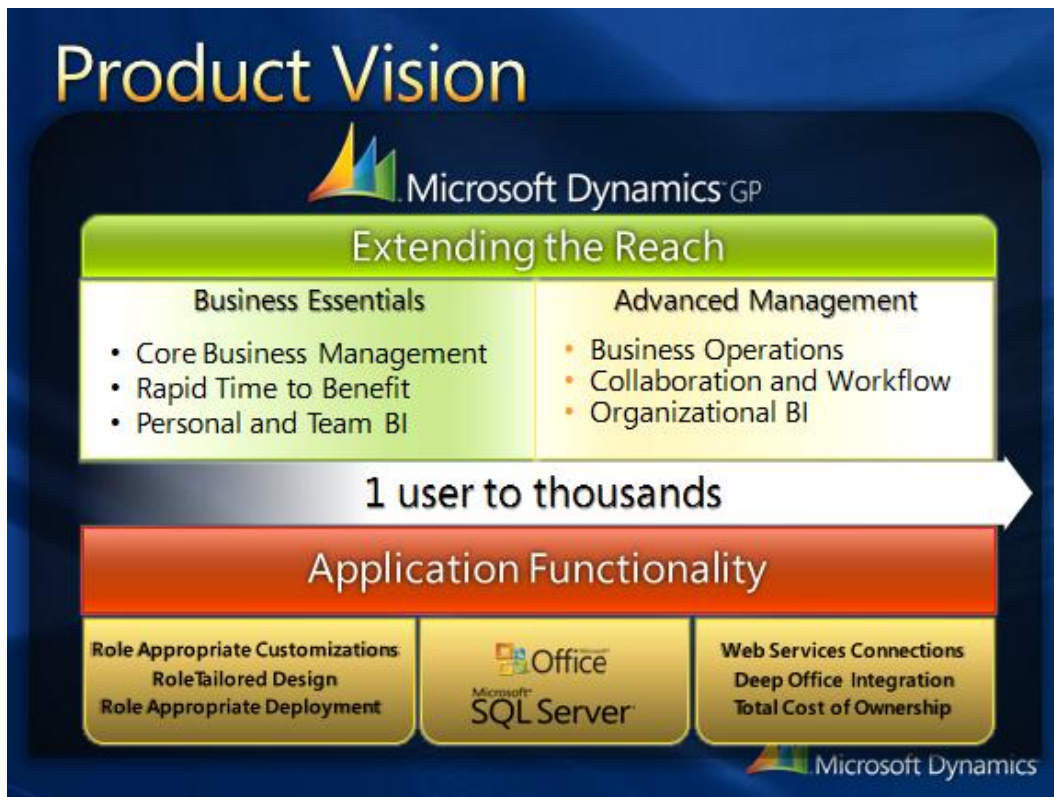 Product Vision
Microsoft Dynamics GP
Extending the Reach
Business Essentials
• Core Business Management
• Rapid Time to Benefit
• Personal and Team BI
Advanced Management
• Business Operations
• Collaboration and Workflow
• Organizational BI
1 user to thousands
Application Functionality
Role Appropriate Customizations
RoleTailored Design
Role Appropriate Deployment
Microsoft
Office
Microsoft
SQL Server
Web Services Connections
Deep Office Integration
Total Cost of Ownership
Microsoft Dynamics